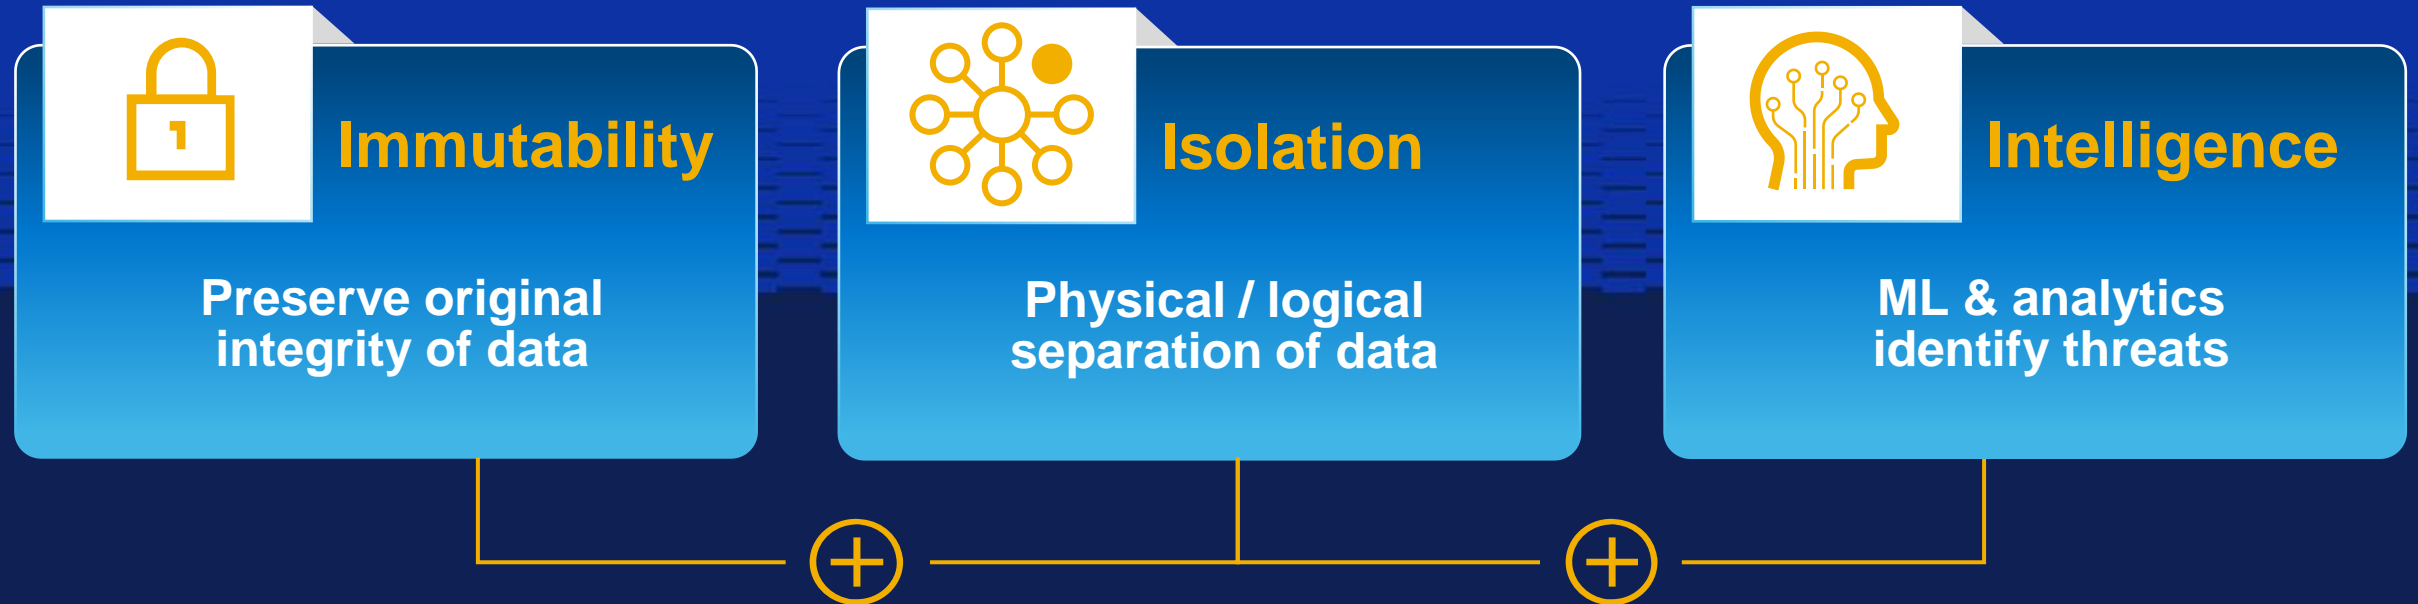 Immutability
Preserve original
integrity of data
Isolation
Physical / logical
separation of data
Intelligence
ML & analytics
identify threats